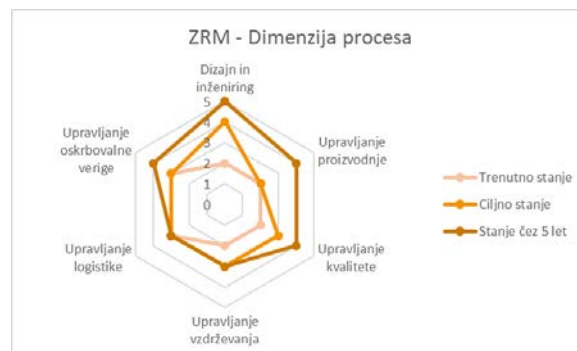 ZRM - Dimenzija procesa
Dizajn in
inženiring
5
4
3
2
1
0
Upravljanje
proizvodnje
Upravljanje
kvalitete
Upravljanje
vzdrževanja
Upravljanje
logistike
Upravljanje
oskrbovalne
verige
Trenutno stanje
Ciljno stanje
Stanje čez 5 let